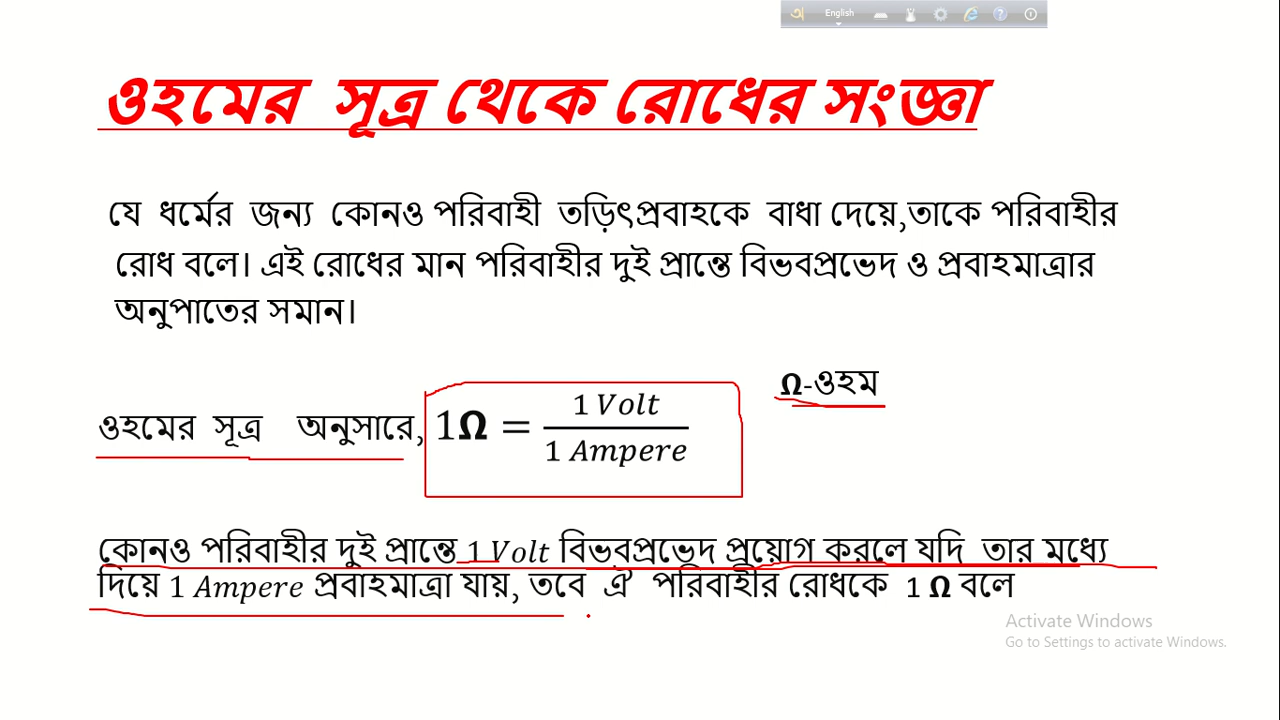 অ English
ওহমের সূত্র থেকে রোধের সংজ্ঞা
যে ধর্মের জন্য কোনও পরিবাহী তড়িৎপ্রবাহকে বাধা দেয়ে,তাকে পরিবাহীর
রোধ বলে। এই রোধের মান পরিবাহীর দুই প্রান্তে বিভবপ্রভেদ ও প্রবাহমাত্রার
অনুপাতের সমান।
Ω-ওহম
ওহমের সূত্র অনুসারে, 1Ω = 1 Volt / 1 Ampere
কোনও পরিবাহীর দুই প্রান্তে 1 Volt বিভবপ্রভেদ প্রয়োগ করলে যদি তার মধ্যে
দিয়ে 1 Ampere প্রবাহমাত্রা যায়, তবে ঐ পরিবাহীর রোধকে 1 Ω বলে
Activate Windows
Go to Settings to activate Windows.